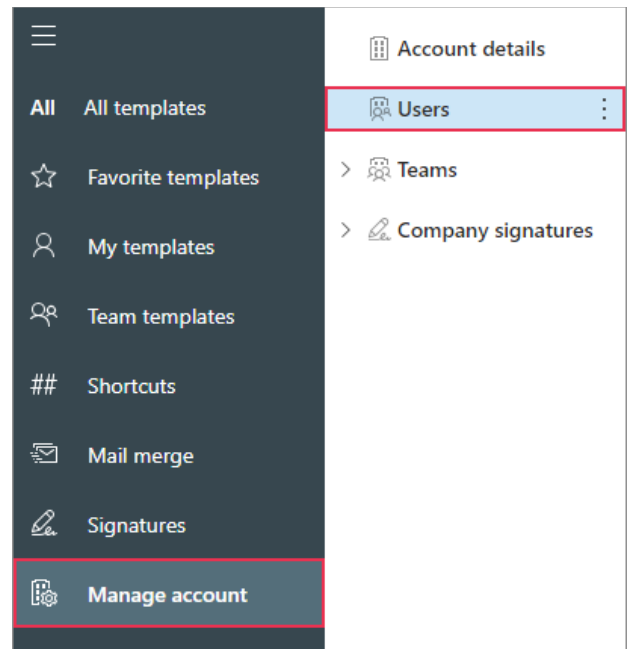 All All templates
Favorite templates
My templates
Team templates
## Shortcuts
Mail merge
Signatures
Manage account
Account details
Users
Teams
Company signatures